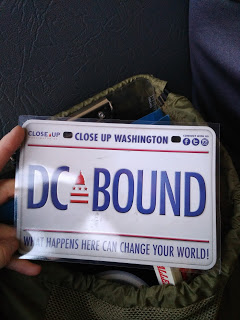 CLOSE UP CLOSE UP WASHINGTON
DC BOUND
WHAT HAPPENS HERE CAN CHANGE YOUR WORLD!